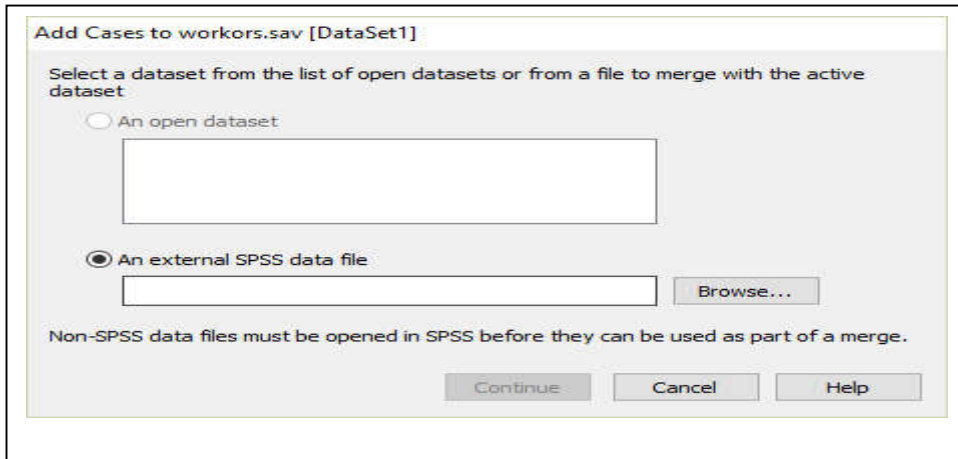 Add Cases to workors.sav [DataSet1]
Select a dataset from the list of open datasets or from a file to merge with the active
dataset
An open dataset
An external SPSS data file
Browse...
Non-SPSS data files must be opened in SPSS before they can be used as part of a merge.
Continue
Cancel
Help